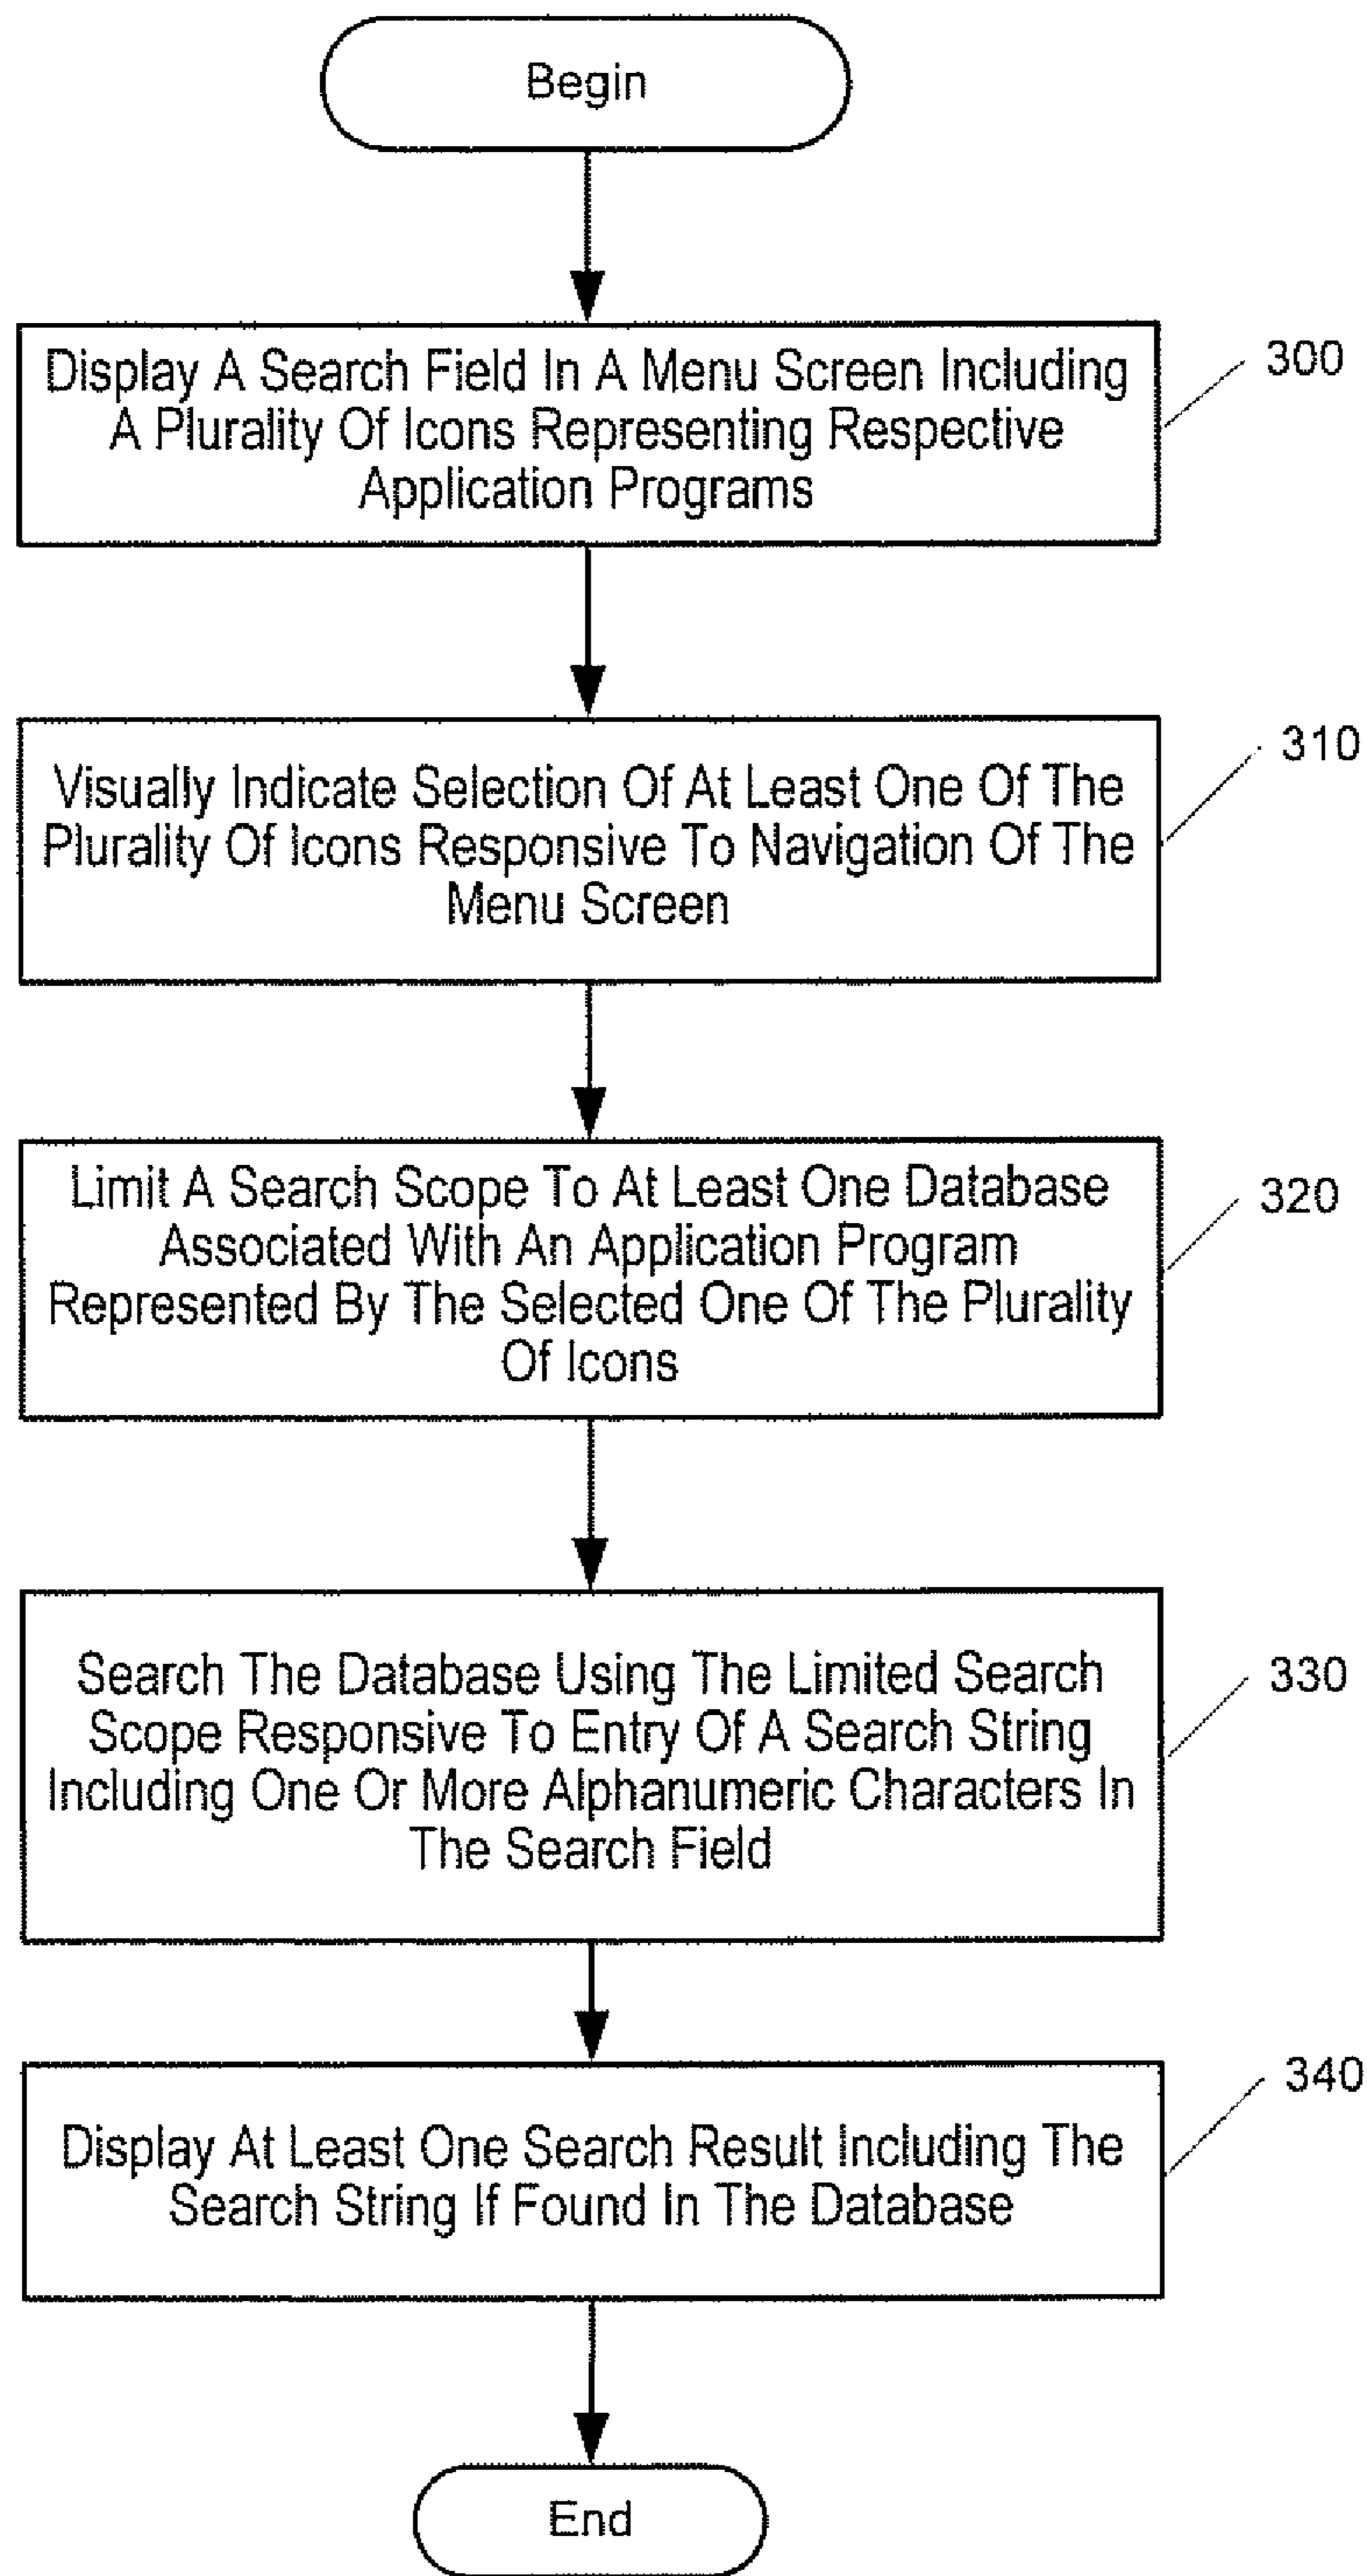 Begin
Display A Search Field In A Menu Screen Including
A Plurality Of Icons Representing Respective
Application Programs
300
Visually Indicate Selection Of At Least One Of The
Plurality Of Icons Responsive To Navigation Of The
Menu Screen
310
Limit A Search Scope To At Least One Database
Associated With An Application Program
Represented By The Selected One Of The Plurality
Of Icons
320
Search The Database Using The Limited Search
Scope Responsive To Entry Of A Search String
Including One Or More Alphanumeric Characters In
The Search Field
330
Display At Least One Search Result Including The
Search String If Found In The Database
340
End